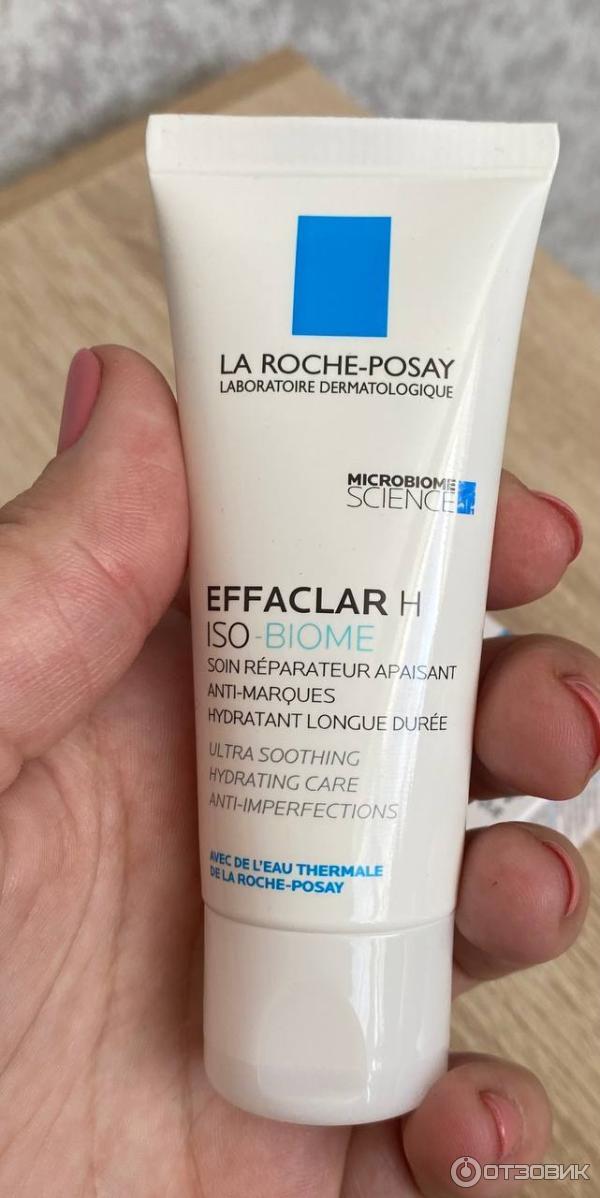 LA ROCHE-POSAY
LABORATOIRE DERMATOLOGIQUE
MICROBIOME
SCIENCE
EFFACLAR H
ISO-BIOME
SOIN RÉPARATEUR APAISANT
ANTI-MARQUES
HYDRATANT LONGUE DURÉE
ULTRA SOOTHING
HYDRATING CARE
ANTI-IMPERFECTIONS
AVEC DE L'EAU THERMALE
DE LA ROCHE-POSAY
ОТЗОВИК